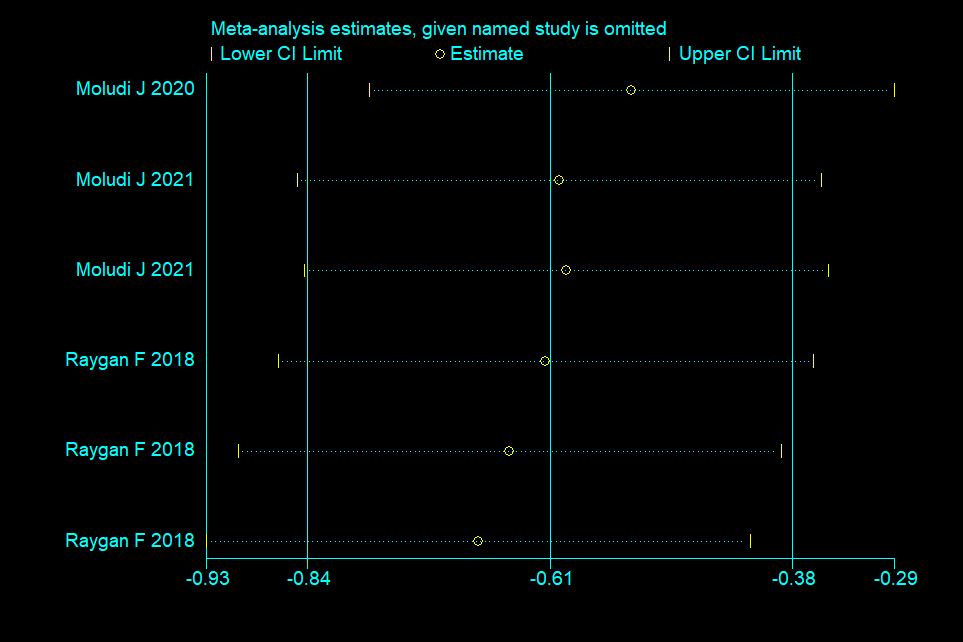 Meta-analysis estimates, given named study is omitted
| Lower CI Limit ○ Estimate | Upper CI Limit
Moludi J 2020
Moludi J 2021
Moludi J 2021
Raygan F 2018
Raygan F 2018
Raygan F 2018
-0.93 -0.84 -0.61 -0.38 -0.29